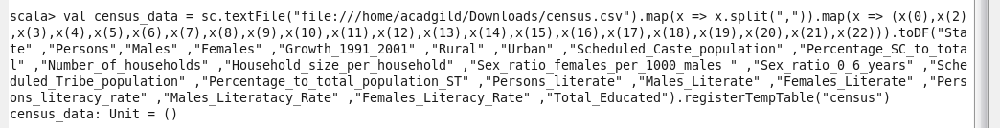 scala> val census_data = sc.textFile("file:///home/acadgild/Downloads/census.csv").map(x => x.split(",")).map(x => (x(0),x(2)
,x(3),x(4),x(5),x(6),x(7),x(8),x(9),x(10),x(11),x(12),x(13),x(14),x(15),x(16),x(17),x(18),x(19),x(20),x(21),x(22))).toDF("Sta
te" ,"Persons","Males" ,"Females" ,"Growth_1991_2001" ,"Rural" ,"Urban" ,"Scheduled_Caste_population" ,"Percentage_SC_to_tota
l" ,"Number_of_households" ,"Household_size_per_household" ,"Sex_ratio_females_per_1000_males " ,"Sex_ratio_0_6_years" ,"Sche
duled_Tribe_population" ,"Percentage_to_total_population_ST" ,"Persons_literate" ,"Males_Literate" ,"Females_Literate" ,"Pers
ons_literacy_rate" ,"Males_Literatacy_Rate" ,"Females_Literacy_Rate" ,"Total_Educated").registerTempTable("census")
census_data: Unit = ()